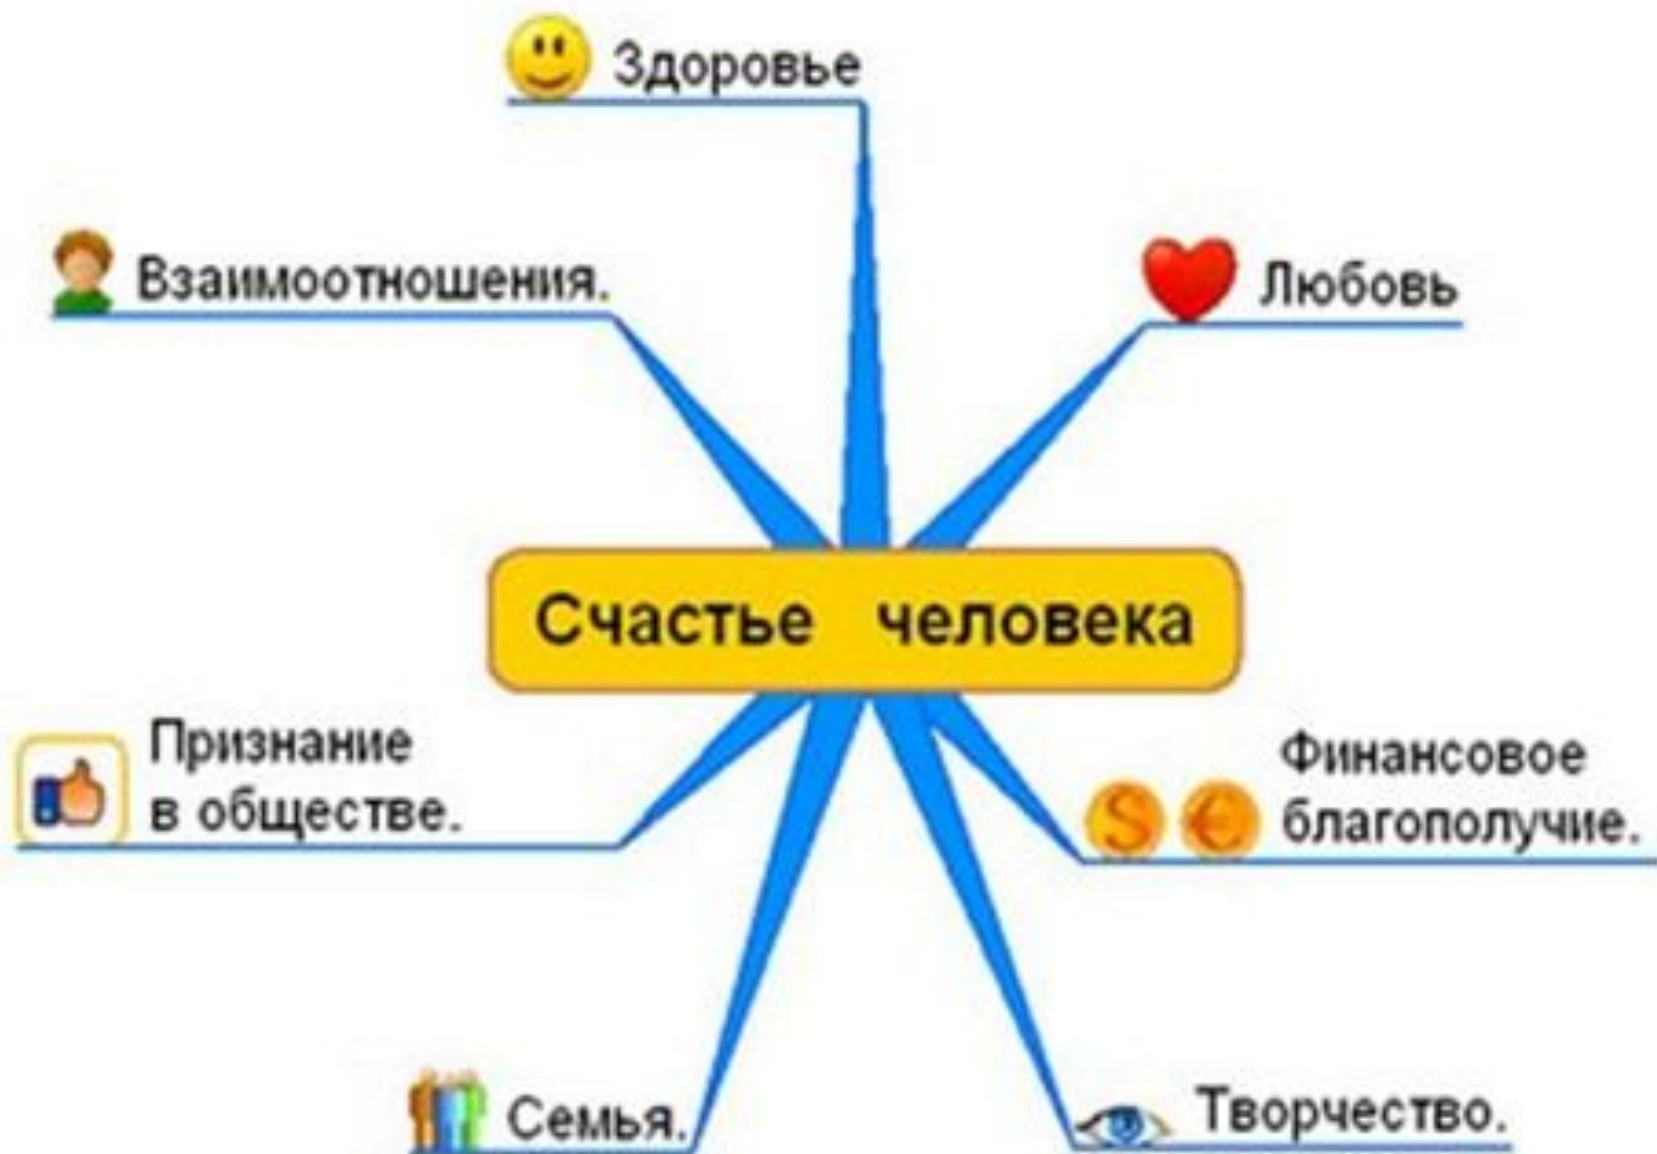 Здоровье
Взаимоотношения.
Любовь
Счастье человека
Признание
в обществе.
Финансовое
благополучие.
Семья.
Творчество.